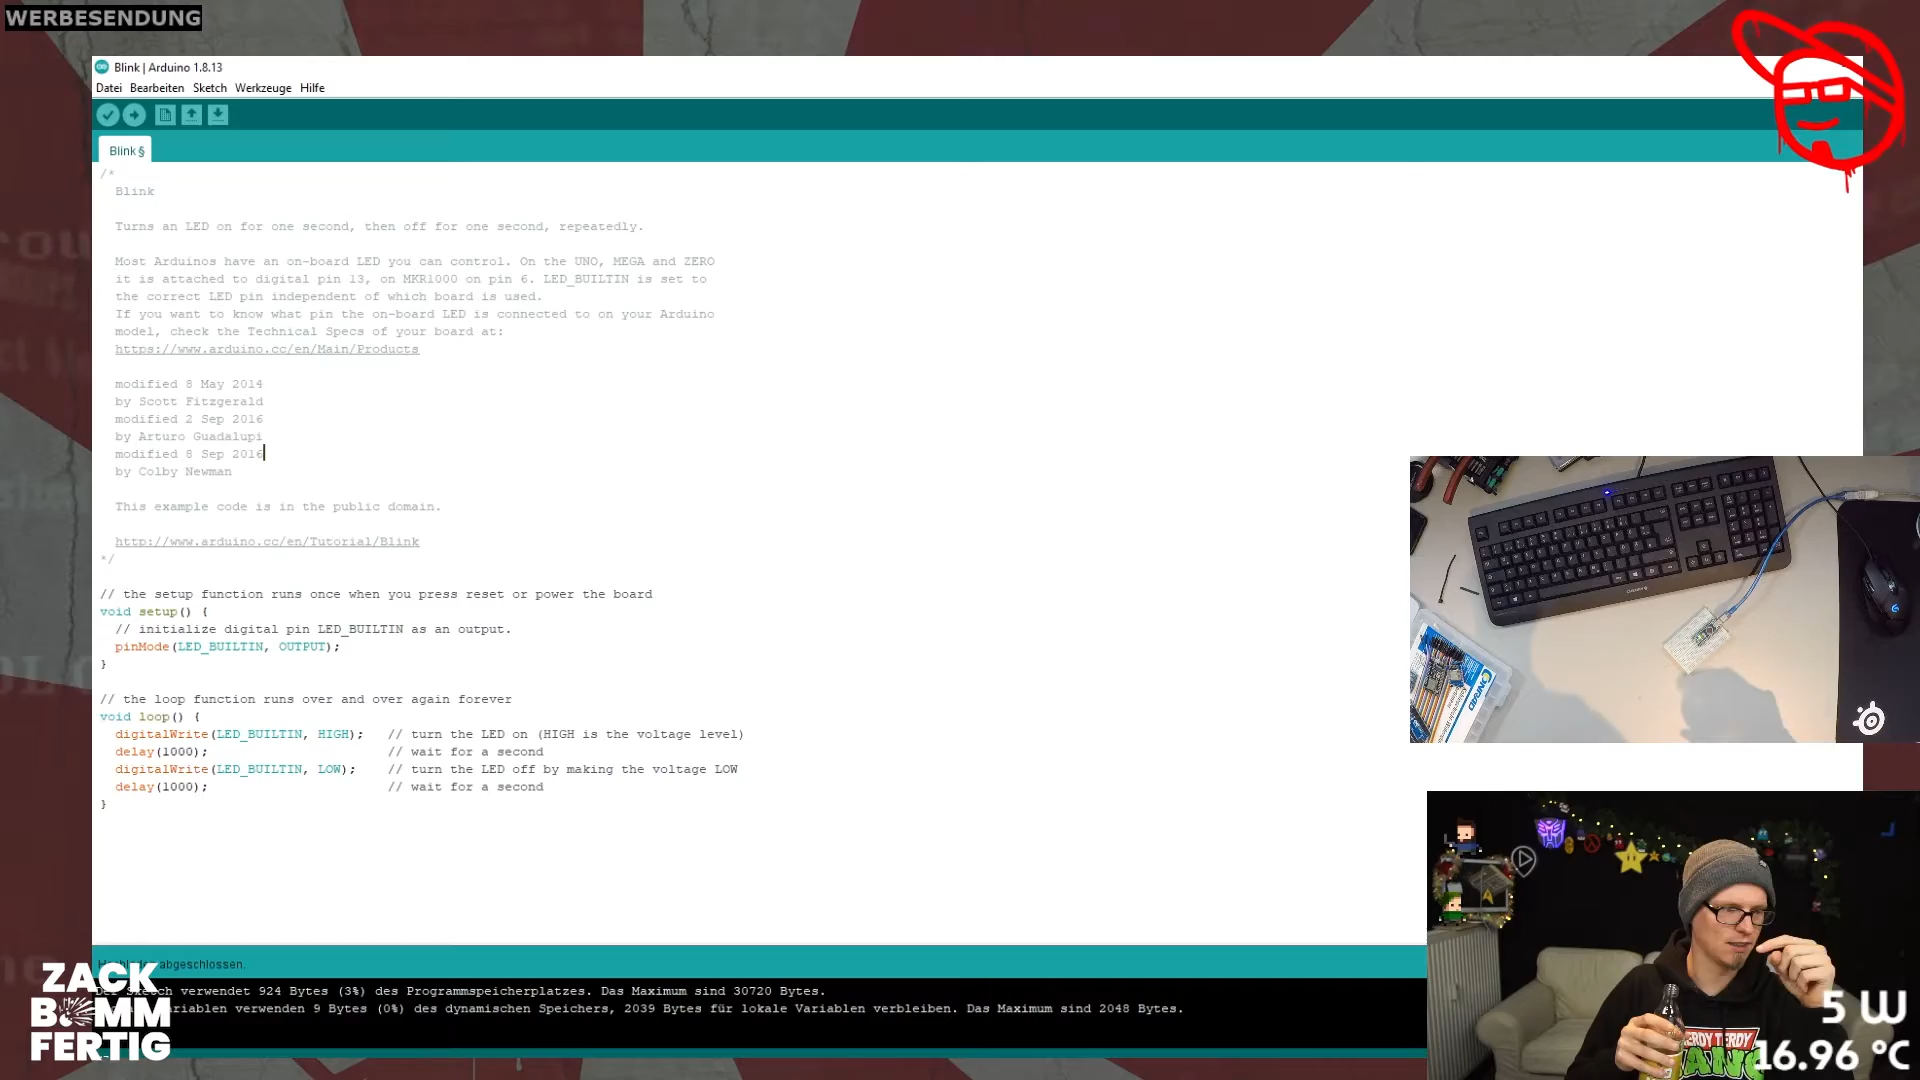 WERBESENDUNG
Blink | Arduino 1.8.13
Datei Bearbeiten Sketch Werkzeuge Hilfe
Blink §
/*
Blink
Turns an LED on for one second, then off for one second, repeatedly.
Most Arduinos have an on-board LED you can control. On the UNO, MEGA and ZERO
it is attached to digital pin 13, on MKR1000 on pin 6. LED_BUILTIN is set to
the correct LED pin independent of which board is used.
If you want to know what pin the on-board LED is connected to on your Arduino
model, check the Technical Specs of your board at:
https://www.arduino.cc/en/Main/Products
modified 8 May 2014
by Scott Fitzgerald
modified 2 Sep 2016
by Arturo Guadalupi
modified 8 Sep 2016
by Colby Newman
This example code is in the public domain.
http://www.arduino.cc/en/Tutorial/Blink
*/
// the setup function runs once when you press reset or power the board
void setup() {
// initialize digital pin LED_BUILTIN as an output.
pinMode(LED_BUILTIN, OUTPUT);
}
// the loop function runs over and over again forever
void loop() {
digitalWrite(LED_BUILTIN, HIGH); // turn the LED on (HIGH is the voltage level)
delay(1000); // wait for a second
digitalWrite(LED_BUILTIN, LOW); // turn the LED off by making the voltage LOW
delay(1000); // wait for a second
}
abgeschlossen.
Sketch verwendet 924 Bytes (3%) des Programmspeicherplatzes. Das Maximum sind 30720 Bytes.
verwenden 9 Bytes (0%) des dynamischen Speichers, 2039 Bytes für lokale Variablen verbleiben. Das Maximum sind 2048 Bytes.
ZACK
BOMM
FERTIG
CONRAD
TERDY
5 W
16.96 °C